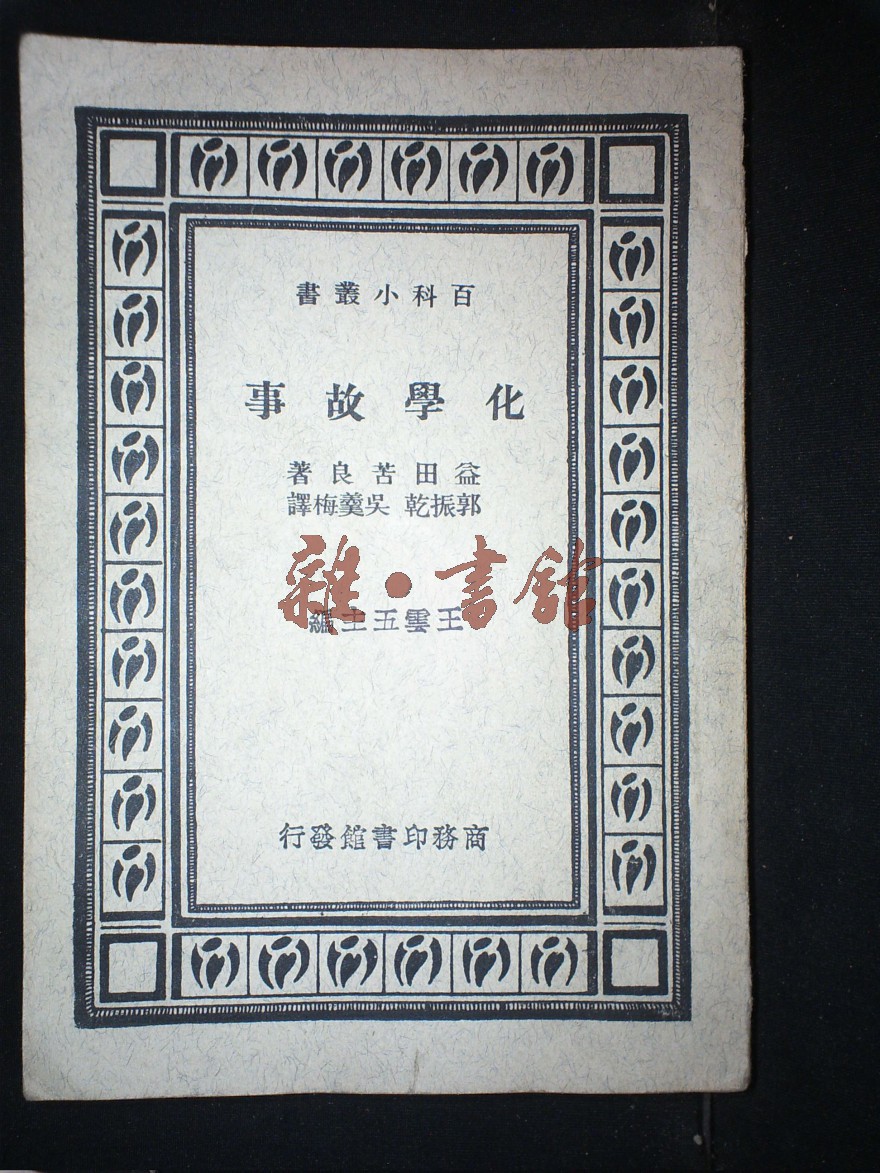 百科小叢書
化學故事
益田苦良著
郭振乾 吳羹梅譯
雜·書館
王雲五主編
商務印書館發行